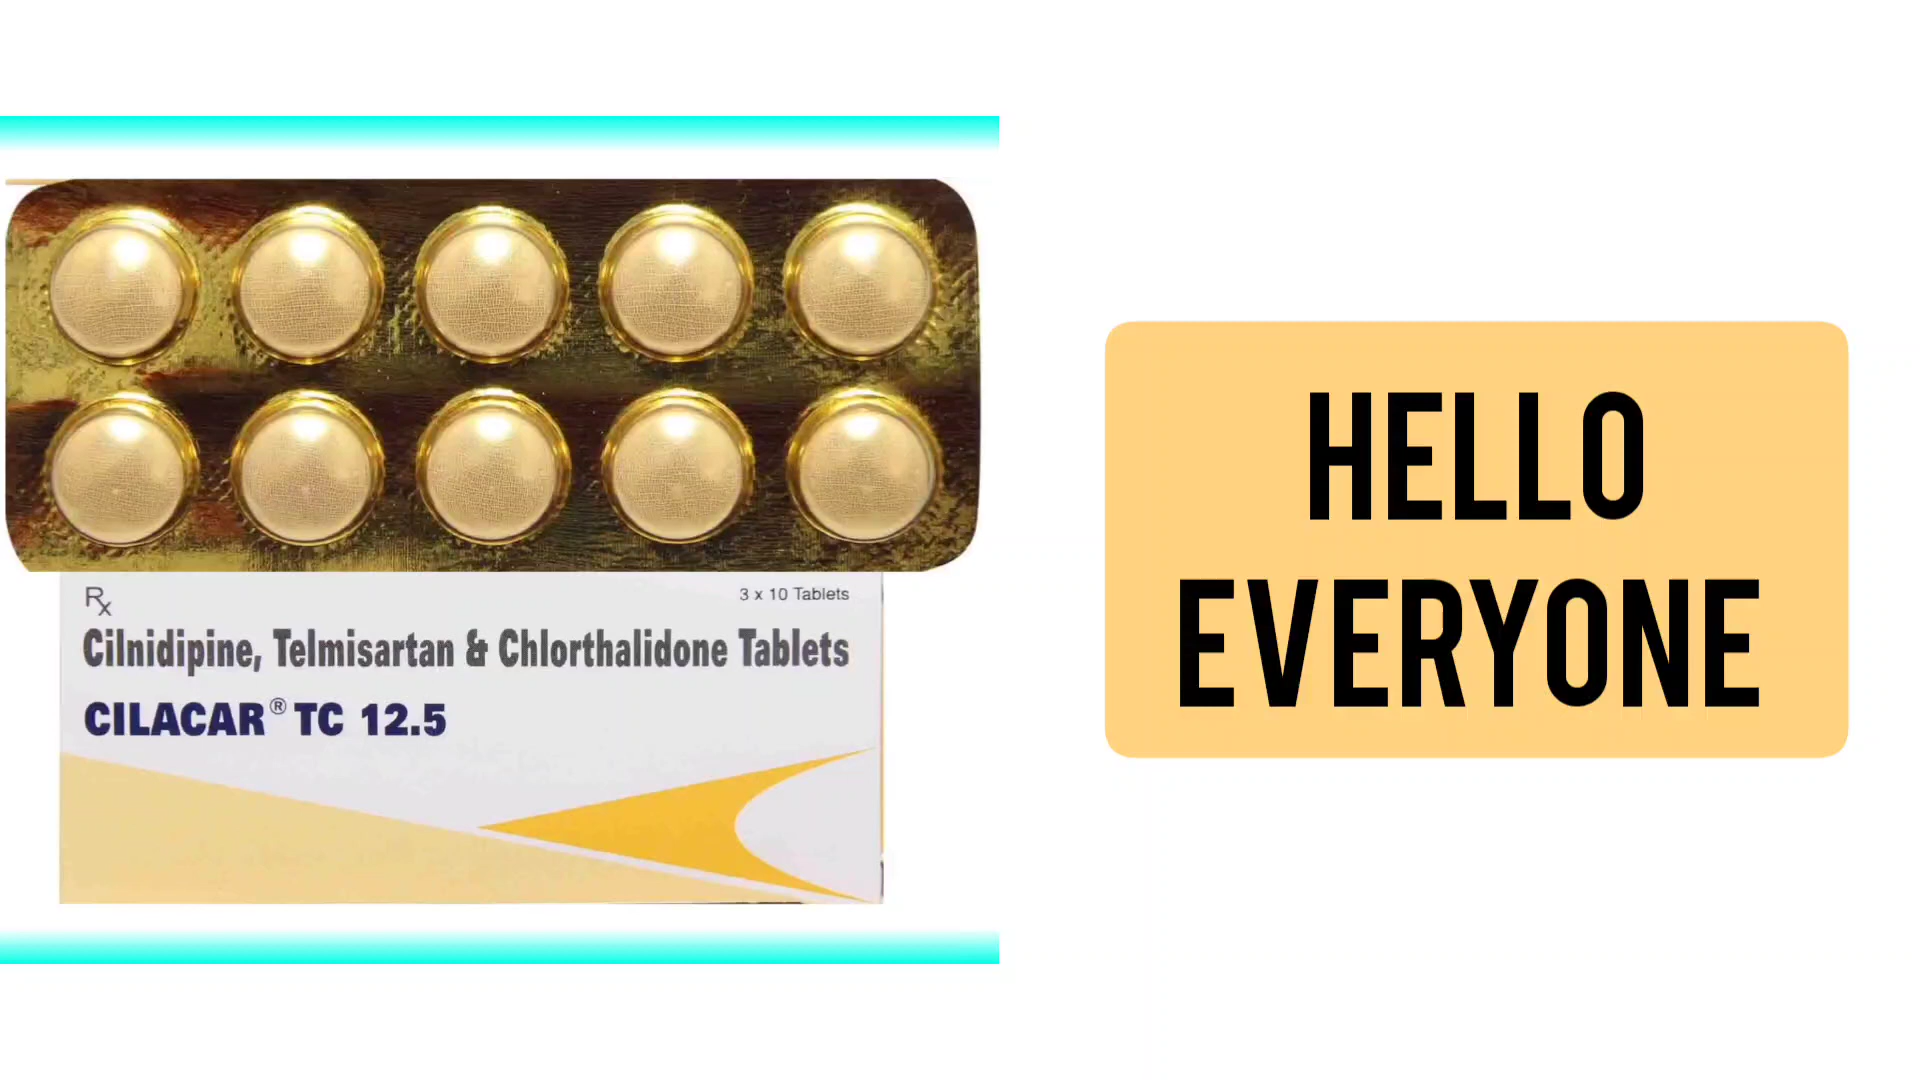 Rx
3 x 10 Tablets
Cilnidipine, Telmisartan & Chlorthalidone Tablets
CILACAR® TC 12.5
HELLO
EVERYONE